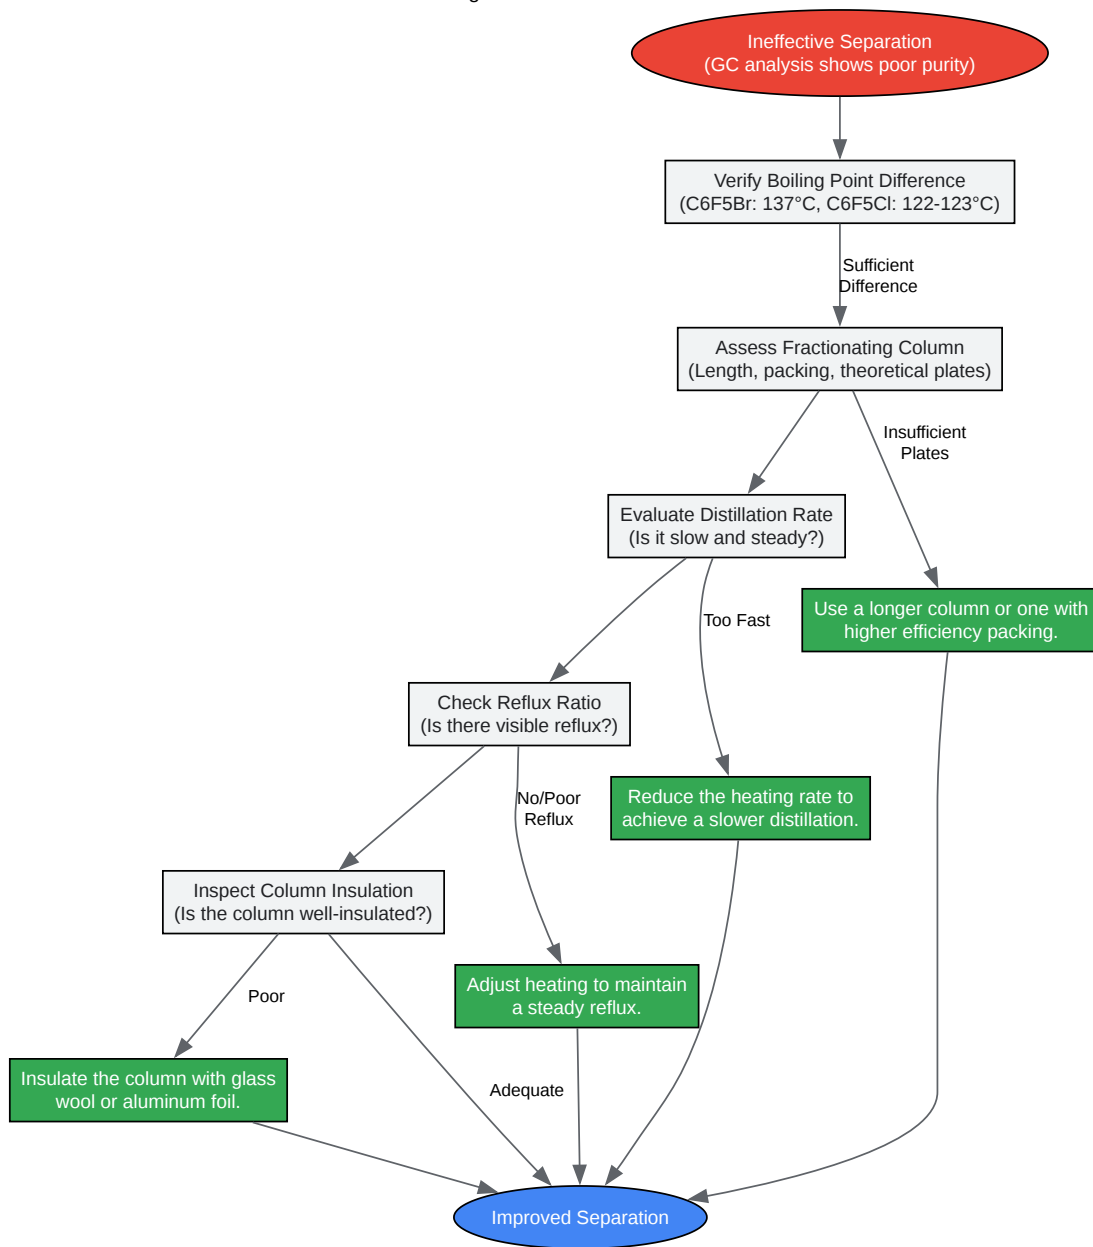 Ineffective Separation
(GC analysis shows poor purity)
Verify Boiling Point Difference
(C6F5Br: 137°C, C6F5Cl: 122-123°C)
Sufficient
Difference
Assess Fractionating Column
(Length, packing, theoretical plates)
Insufficient
Plates
Evaluate Distillation Rate
(Is it slow and steady?)
Use a longer column or one with
higher efficiency packing.
Too Fast
Check Reflux Ratio
(Is there visible reflux?)
No/Poor
Reflux
Reduce the heating rate to
achieve a slower distillation.
Inspect Column Insulation
(Is the column well-insulated?)
Poor
Adjust heating to maintain
a steady reflux.
Insulate the column with glass
wool or aluminum foil.
Adequate
Improved Separation